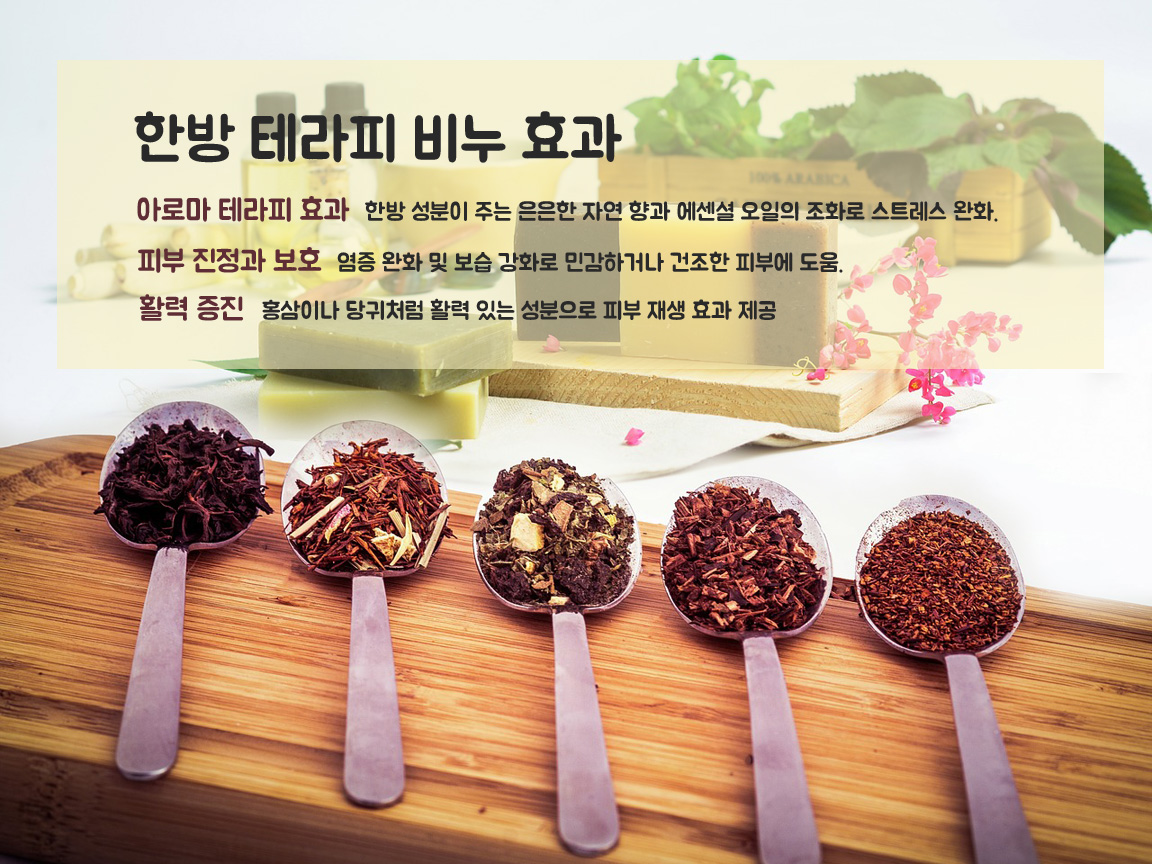 한방 테라피 비누 효과
아로마 테라피 효과 한방 성분이 주는 은은한 자연 향과 에센셜 오일의 조화로 스트레스 완화.
피부 진정과 보호 염증 완화 및 보습 강화로 민감하거나 건조한 피부에 도움.
활력 증진 홍삼이나 당귀처럼 활력 있는 성분으로 피부 재생 효과 제공
100% ARABICA